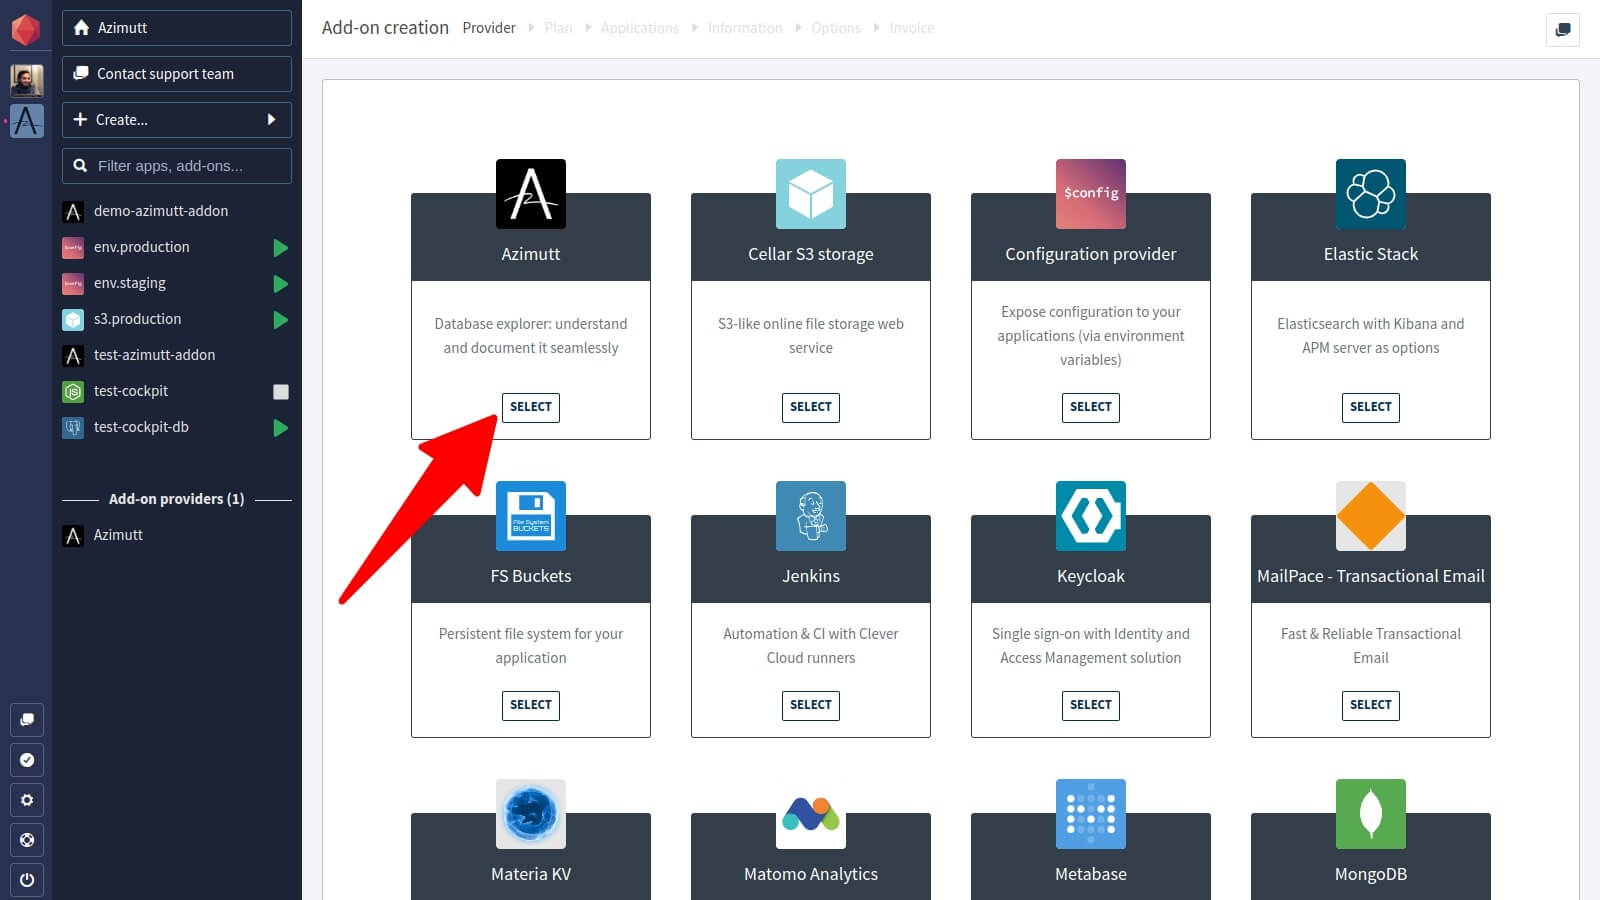 Azimutt
Contact support team
Create...
Filter apps, add-ons...
demo-azimutt-addon
env.production
env.staging
s3.production
test-azimutt-addon
test-cockpit
test-cockpit-db
Add-on providers (1)
Azimutt
Add-on creation Provider Plan Applications Information Options Invoice
Azimutt
Database explorer: understand
and document it seamlessly
SELECT
Cellar S3 storage
S3-like online file storage web
service
SELECT
$config
Configuration provider
Expose configuration to your
applications (via environment
variables)
SELECT
Elastic Stack
Elasticsearch with Kibana and
APM server as options
SELECT
File System
BUCKETS
FS Buckets
Persistent file system for your
application
SELECT
Jenkins
Automation & CI with Clever
Cloud runners
SELECT
Keycloak
Single sign-on with Identity and
Access Management solution
SELECT
MailPace - Transactional Email
Fast & Reliable Transactional
Email
SELECT
Materia KV
Matomo Analytics
Metabase
MongoDB